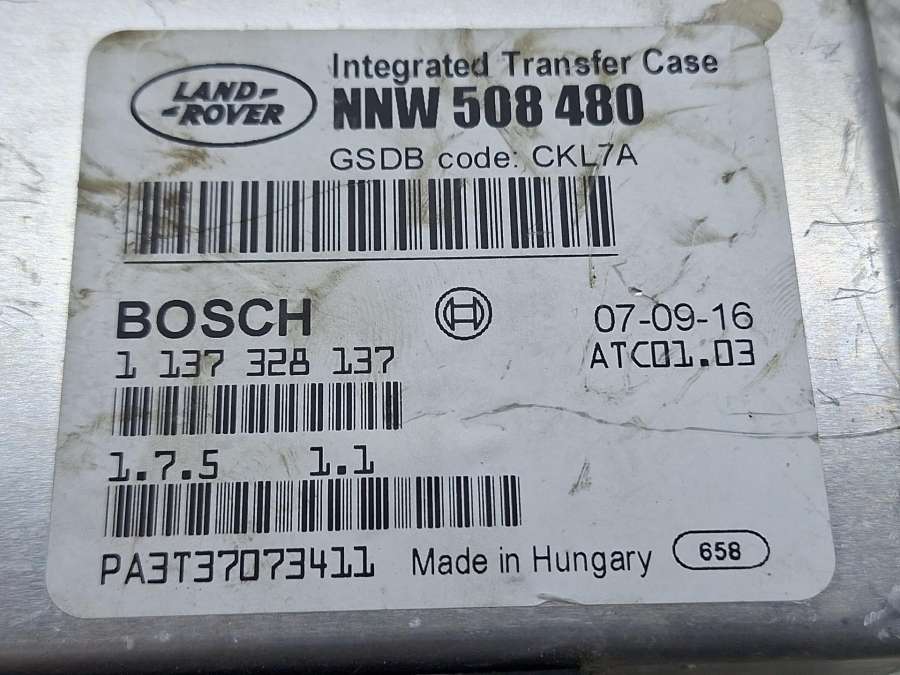 LAND-
-ROVER
Integrated Transfer Case
NNW 508 480
GSDB code: CKL7A
BOSCH
07-09-16
1 137 328 137
ATC01.03
1.7.5 1.1
PA3T37073411
Made in Hungary
658